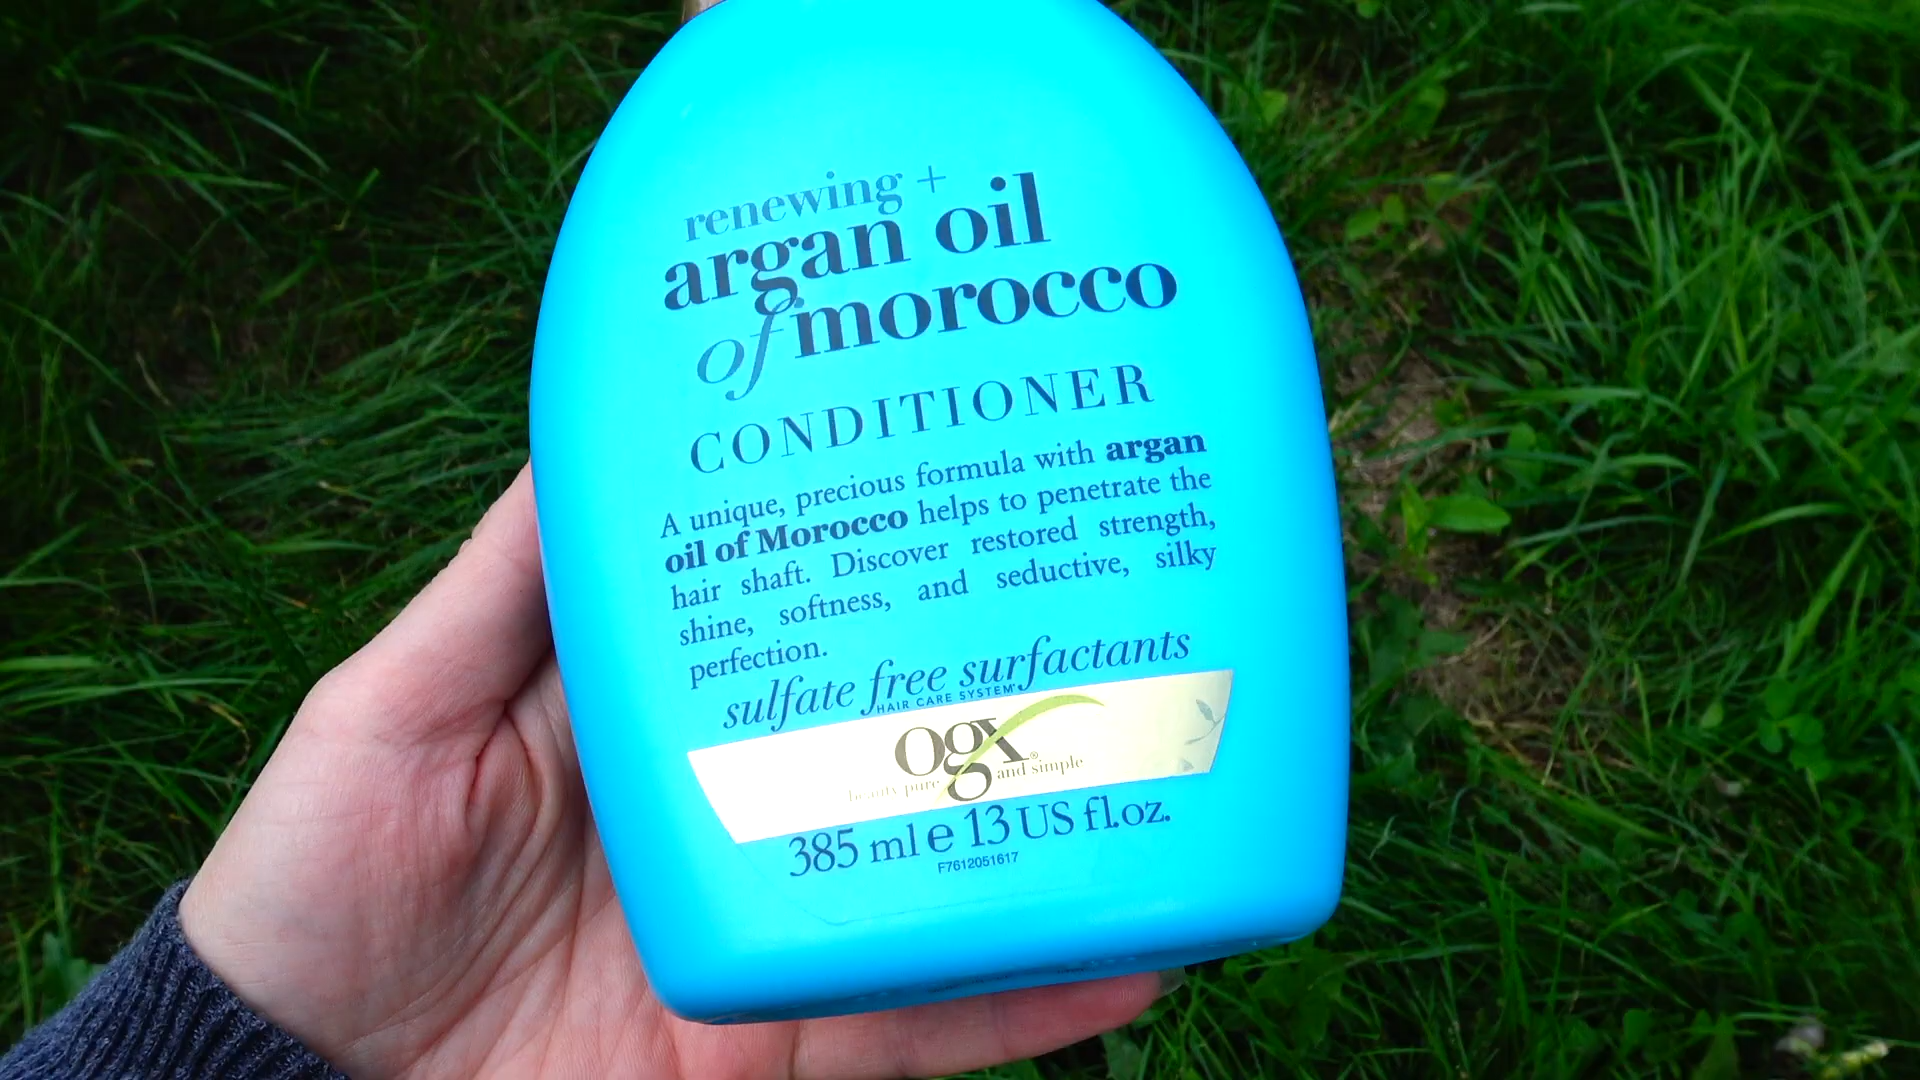 renewing +
argan oil
of morocco
CONDITIONER
A unique, precious formula with argan
oil of Morocco helps to penetrate the
hair shaft. Discover restored strength,
shine, softness, and seductive, silky
perfection.
sulfate free surfactants
HAIR CARE SYSTEM
ogx®
beauty pure and simple
385 ml e 13 US fl.oz.
F7612051617